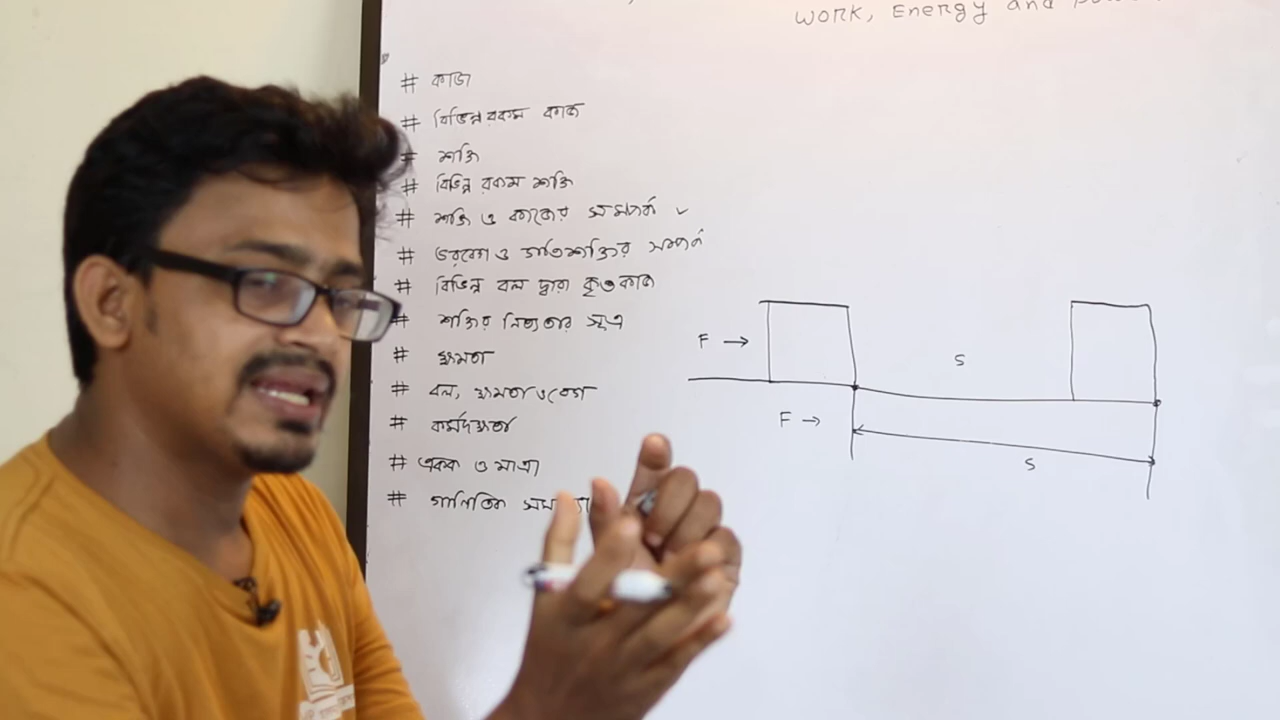 Work, Energy and
# কাজ
# বিভিন্ন রকম কাজ
# শক্তি
# বিভিন্ন রকম শক্তি
# শক্তি ও কাজের সম্পর্ক ✓
# ভরবেগ ও গতিশক্তির সম্পর্ক
# বিভিন্ন বল দ্বারা কৃতকাজ
# শক্তির নিত্যতার সূত্র
# ক্ষমতা
# বল, ক্ষমতা ও বেগ
# কর্মদক্ষতা
# একক ও মাত্রা
# গাণিতিক
F →
S
F →
S